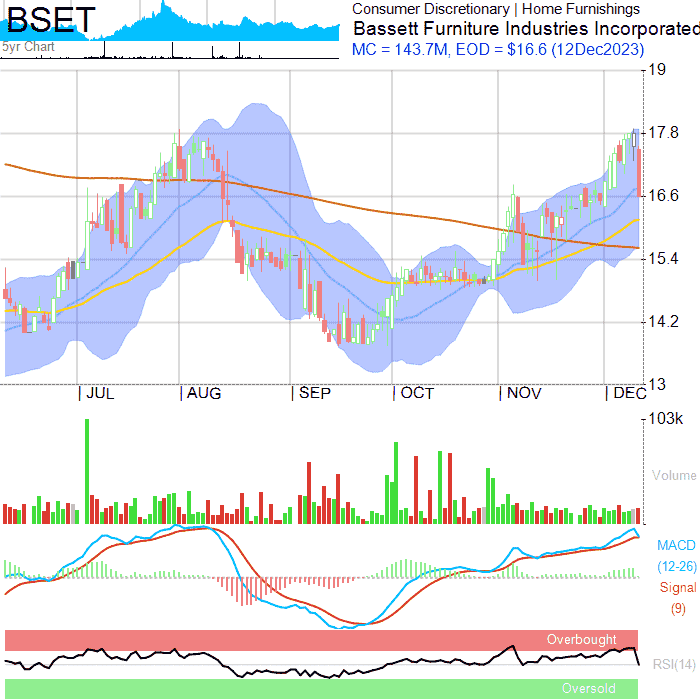 BSET
5yr Chart
Consumer Discretionary | Home Furnishings
Bassett Furniture Industries Incorporated
MC = 143.7M, EOD = $16.6 (12Dec2023)
19
17.8
16.6
15.4
14.2
13
JUL AUG SEP OCT NOV DEC
103k
Volume
MACD
(12-26)
Signal
(9)
Overbought
RSI(14)
Oversold